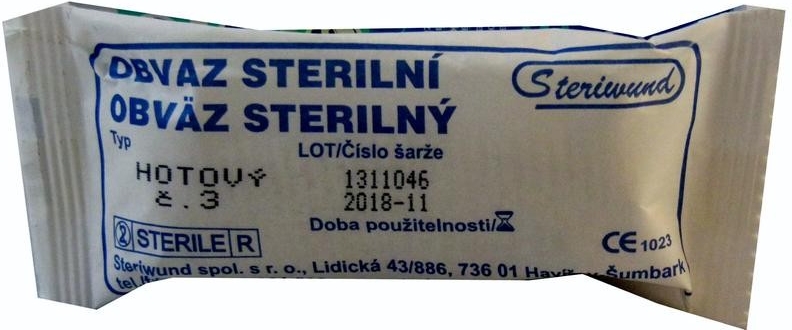 OBVAZ STERILNÍ
Steriwund
OBVÄZ STERILNÝ
Typ
LOT/Číslo šarže
HOTOVÝ
1311046
č.3
2018-11
Doba použitelnosti/
2 STERILE R
CE 1023
Steriwund spol. s r. o., Lidická 43/886, 736 01 Šumbark